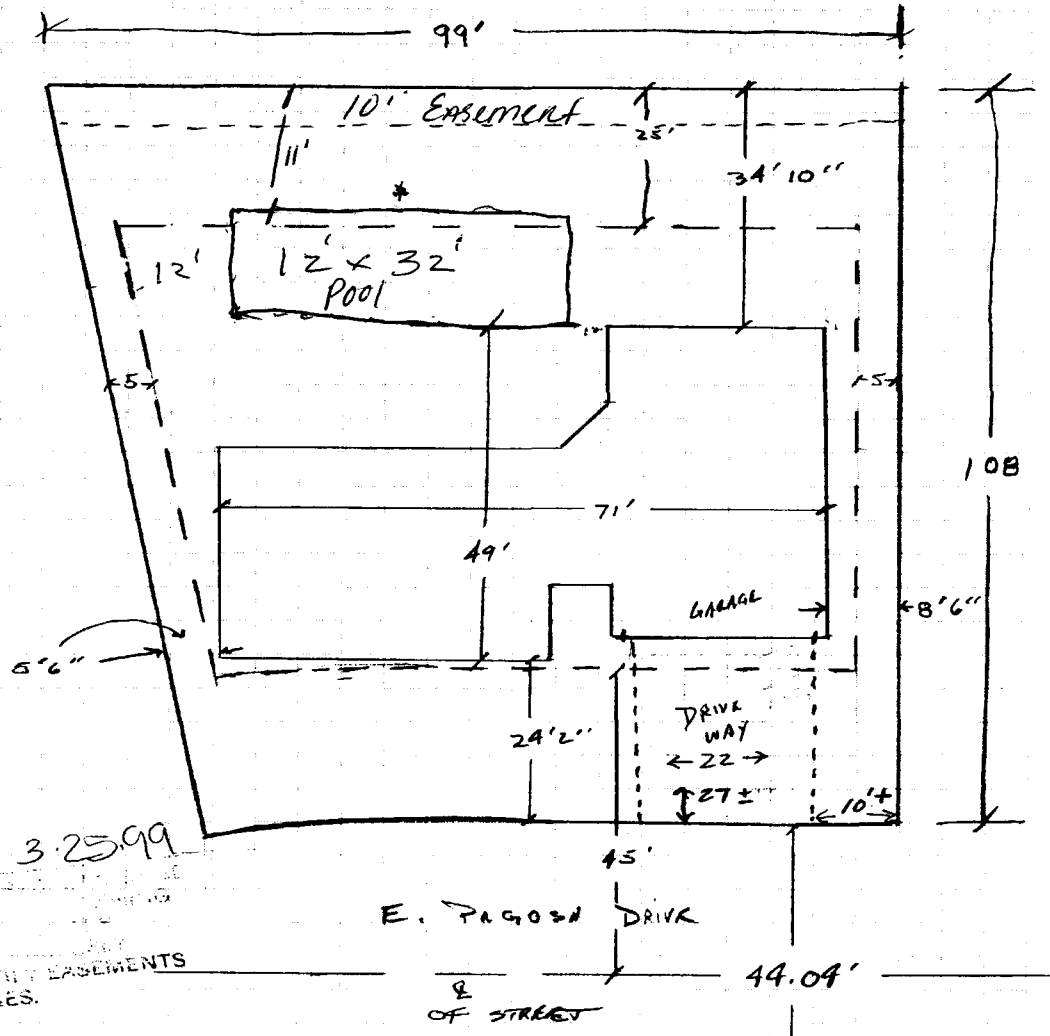 99'
10' Easement
25'
11'
34'10"
*
12'
12' x 32'
POOL
-5-
-5-
108
71'
49'
GARAGE
8'6"
5'6"
DRIVE
WAY
24'2"
←22→
27±
10'+
3.25.99
45'
E. PAGOSA DRIVE
EASEMENTS
44.04'
℄
OF STREET